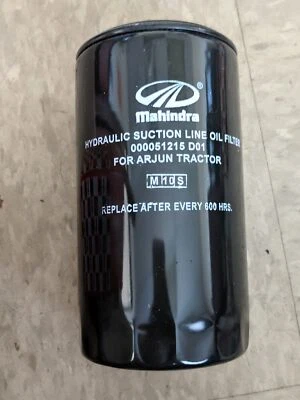 Mahindra
HYDRAULIC SUCTION LINE OIL FILTER
000051215 D01
FOR ARJUN TRACTOR
M10S
REPLACE AFTER EVERY 600 HRS.